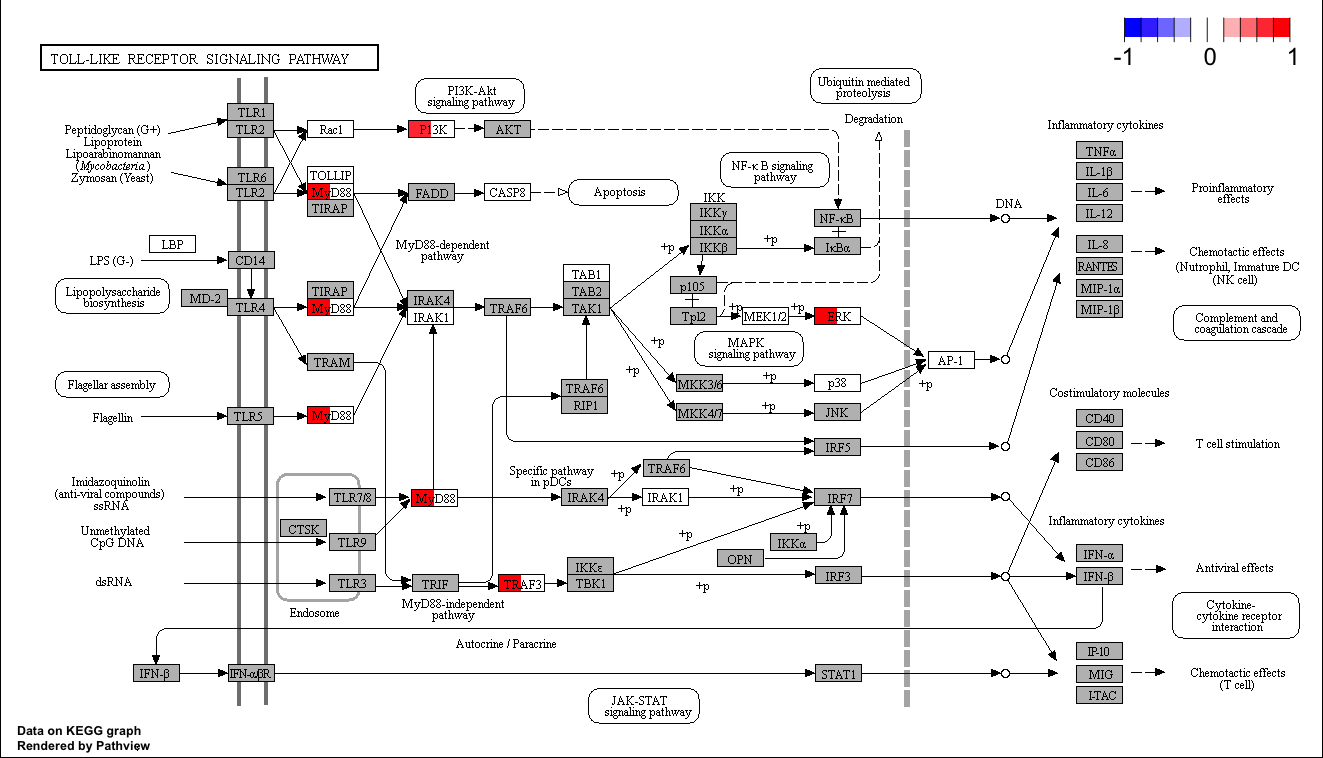 -1 0 1
TOLL-LIKE RECEPTOR SIGNALING PATHWAY
PI3K-Akt
signaling pathway
Ubiquitin mediated
proteolysis
Degradation
Inflammatory cytokines
Peptidoglycan (G+)
Lipoprotein
Lipoarabinomannan
(Mycobacteria)
Zymosan (Yeast)
TLR1
TLR2
TLR6
TLR2
Rac1
PI3K
AKT
TOLLIP
MyD88
TIRAP
FADD
CASP8
Apoptosis
NF-κB signaling
pathway
IKK
IKKγ
IKKα
IKKβ
+p
+p
NF-κB
IκBα
DNA
TNFα
IL-1β
IL-6
IL-12
Proinflammatory
effects
IL-8
RANTES
MIP-1α
MIP-1β
Chemotactic effects
(Nutrophil, Immature DC
(NK cell)
Complement and
coagulation cascade
LBP
LPS (G-)
CD14
MyD88-dependent
pathway
Lipopolysaccharide
biosynthesis
MD-2
TLR4
TIRAP
MyD88
IRAK4
IRAK1
TRAF6
TAB1
TAB2
TAK1
p105
Tpl2
+p
MEK1/2
+p
ERK
MAPK
signaling pathway
AP-1
TRAM
+p
+p
MKK3/6
+p
p38
+p
MKK4/7
+p
JNK
Flagellar assembly
Flagellin
TLR5
MyD88
TRAF6
RIP1
IRF5
Costimulatory molecules
CD40
CD80
CD86
T cell stimulation
Imidazoquinolin
(anti-viral compounds)
ssRNA
TLR7/8
MyD88
Specific pathway
in pDCs
IRAK4
+p
+p
TRAF6
IRAK1
+p
IRF7
Unmethylated
CpG DNA
CTSK
TLR9
+p
+p
IKKα
OPN
Inflammatory cytokines
IFN-α
IFN-β
Antiviral effects
dsRNA
TLR3
Endosome
TRIF
MyD88-independent
pathway
TRAF3
IKKε
TBK1
+p
IRF3
Cytokine-
cytokine receptor
interaction
Autocrine / Paracrine
IFN-β
IFN-αβR
STAT1
IP-10
MIG
I-TAC
Chemotactic effects
(T cell)
JAK-STAT
signaling pathway
Data on KEGG graph
Rendered by Pathview